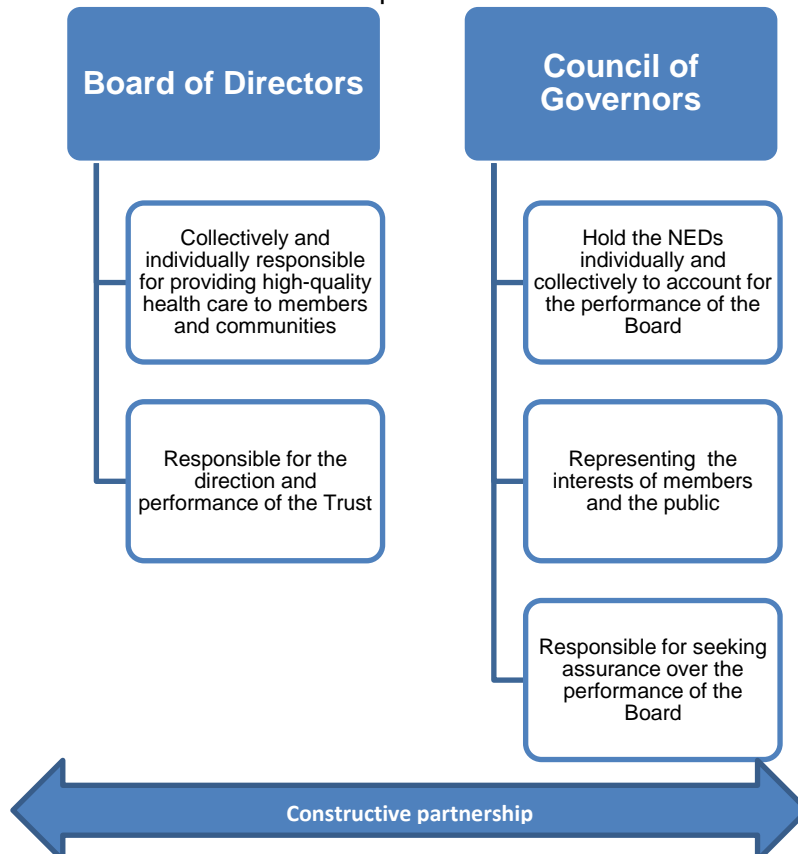 Board of Directors
Collectively and
individually responsible
for providing high-quality
health care to members
and communities
Responsible for the
direction and
performance of the Trust
Council of
Governors
Hold the NEDs
individually and
collectively to account for
the performance of the
Board
Representing the
interests of members
and the public
Responsible for seeking
assurance over the
performance of the
Board
Constructive partnership